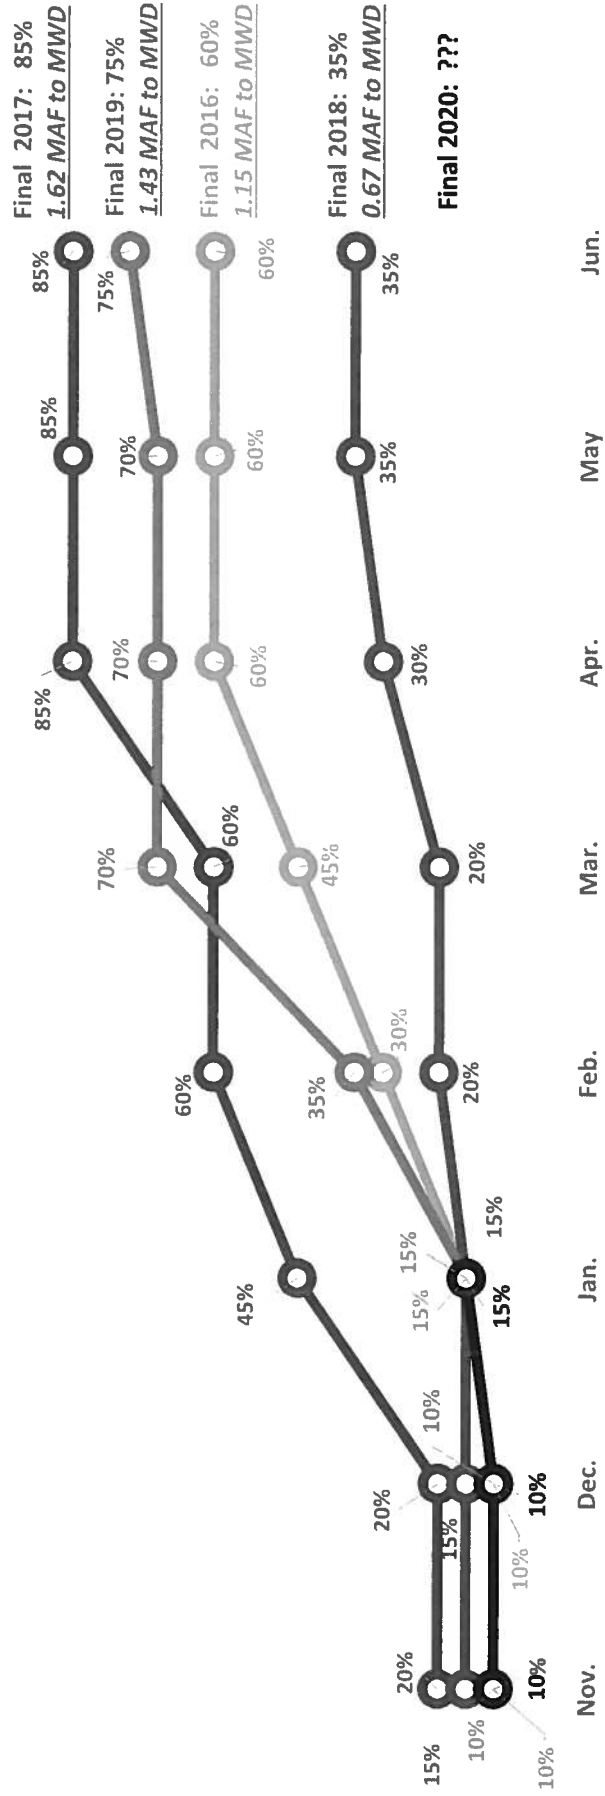 Final 2017: 85%
1.62 MAF to MWD
Final 2019: 75%
1.43 MAF to MWD
Final 2016: 60%
1.15 MAF to MWD
Final 2018: 35%
0.67 MAF to MWD
Final 2020: ???
20%
20%
45%
60%
60%
85%
85%
85%
10%
10%
15%
35%
70%
70%
70%
75%
10%
10%
15%
30%
45%
60%
60%
60%
15%
15%
15%
20%
20%
30%
35%
35%
10%
10%
15%
Nov.
Dec.
Jan.
Feb.
Mar.
Apr.
May
Jun.